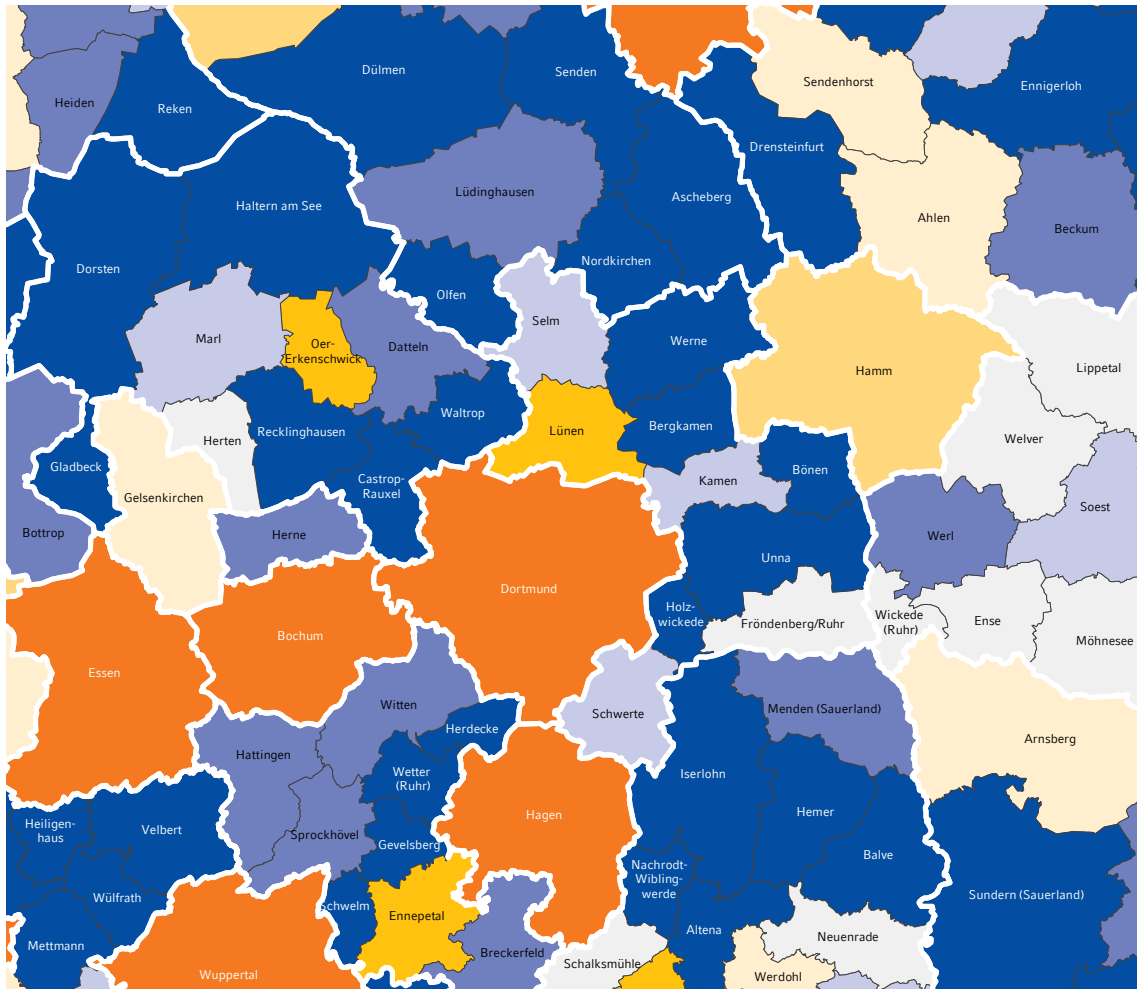 Dülmen
Senden
Sendenhorst
Ennigerloh
Heiden
Reken
Drensteinfurt
Lüdinghausen
Ascheberg
Haltern am See
Ahlen
Beckum
Nordkirchen
Dorsten
Olfen
Selm
Marl
Oer-
Erkenschwick
Datteln
Werne
Lippetal
Hamm
Waltrop
Bergkamen
Lünen
Recklinghausen
Herten
Welver
Gladbeck
Bönen
Kamen
Castrop-
Rauxel
Gelsenkirchen
Soest
Bottrop
Herne
Werl
Unna
Dortmund
Holz-
wickede
Wickede
(Ruhr)
Ense
Fröndenberg/Ruhr
Bochum
Möhnesee
Essen
Witten
Menden (Sauerland)
Schwerte
Herdecke
Arnsberg
Hattingen
Wetter
(Ruhr)
Iserlohn
Hemer
Hagen
Heiligen-
haus
Velbert
Sprockhövel
Gevelsberg
Balve
Nachrodt-
Wibling-
werde
Sundern (Sauerland)
Wülfrath
Schwelm
Ennepetal
Altena
Neuenrade
Mettmann
Breckerfeld
Schalksmühle
Wuppertal
Werdohl